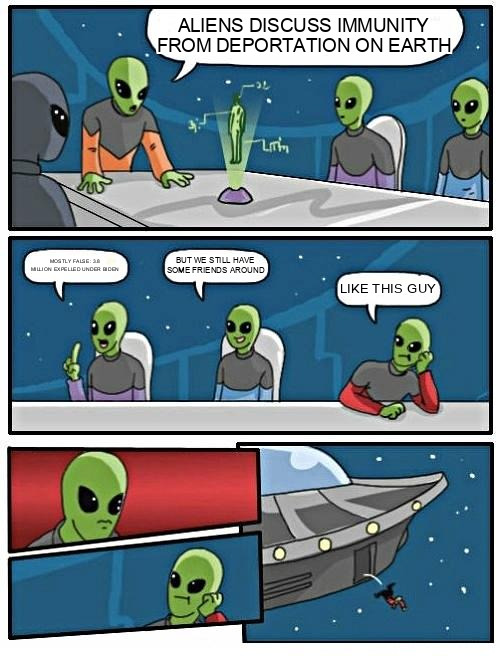 ALIENS DISCUSS IMMUNITY
FROM DEPORTATION ON EARTH
MOSTLY FALSE: 3.8
MILLION EXPELLED UNDER BIDEN
BUT WE STILL HAVE
SOME FRIENDS AROUND
LIKE THIS GUY